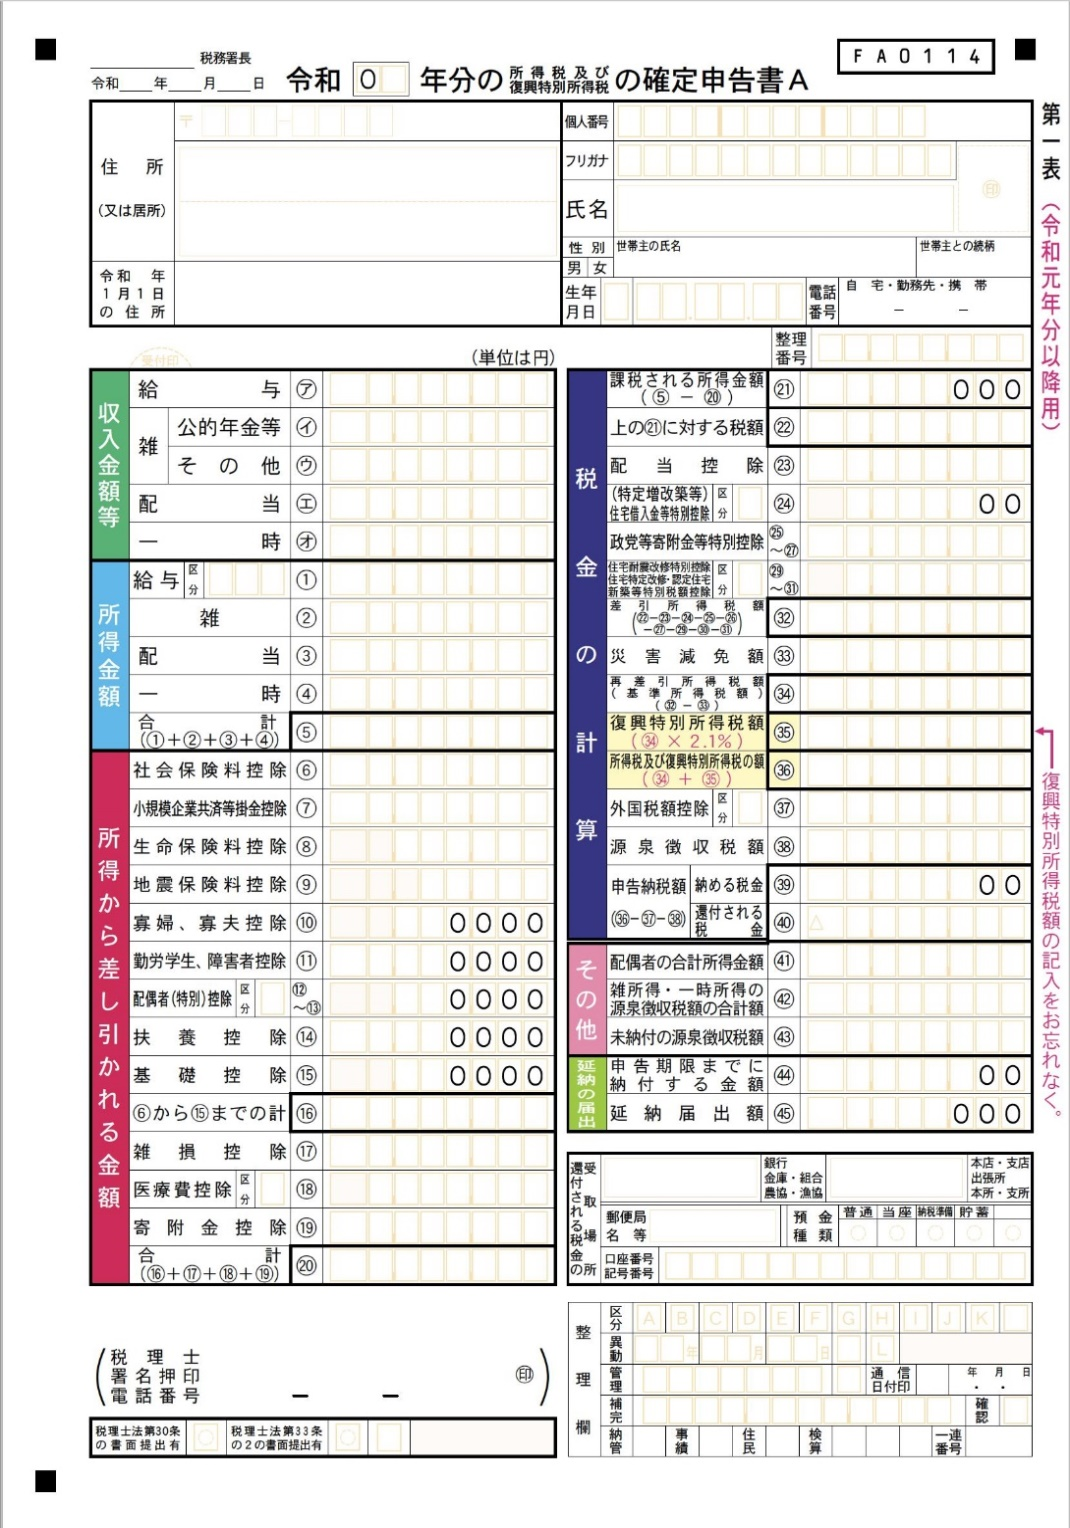 税務署長
令和 年 月 日
令和 0 年分の所得税及び復興特別所得税の確定申告書A
FA0114
第一表(令和元年分以降用)
住所
(又は居所)
〒
令和 年
1月1日
の住所
個人番号
フリガナ
氏名
㊞
性別
男 女
世帯主の氏名
世帯主との続柄
生年
月日
電話
番号
自宅・勤務先・携帯
― ―
受付印
(単位は円)
整理
番号
収入金額等
給与 ㋐
雑 公的年金等 ㋑
その他 ㋒
配当 ㋓
一時 ㋔
所得金額
給与 区分 ①
雑 ②
配当 ③
一時 ④
合計
(①+②+③+④) ⑤
所得から差し引かれる金額
社会保険料控除 ⑥
小規模企業共済等掛金控除 ⑦
生命保険料控除 ⑧
地震保険料控除 ⑨
寡婦、寡夫控除 ⑩ 0000
勤労学生、障害者控除 ⑪ 0000
配偶者(特別)控除 区分 ⑫~⑬ 0000
扶養控除 ⑭ 0000
基礎控除 ⑮ 0000
⑥から⑮までの計 ⑯
雑損控除 ⑰
医療費控除 区分 ⑱
寄附金控除 ⑲
合計
(⑯+⑰+⑱+⑲) ⑳
税金の計算
課税される所得金額
(⑤-⑳) ㉑ 000
上の㉑に対する税額 ㉒
配当控除 ㉓
(特定増改築等)
住宅借入金等特別控除 区分 ㉔ 00
政党等寄附金等特別控除 ㉕~㉗
住宅耐震改修特別控除
住宅特定改修・認定住宅
新築等特別税額控除 区分 ㉙~㉛
差引所得税額
(㉒-㉓-㉔-㉕-㉖
-㉗-㉙-㉚-㉛) ㉜
災害減免額 ㉝
再差引所得税額
(基準所得税額)
(㉜-㉝) ㉞
復興特別所得税額
(㉞×2.1%) ㉟
所得税及び復興特別所得税の額
(㉞+㉟) ㊱
外国税額控除 区分 ㊲
源泉徴収税額 ㊳
申告納税額
(㊱-㊲-㊳)
納める税金 ㊴ 00
還付される
税金 ㊵ △
その他
配偶者の合計所得金額 ㊶
雑所得・一時所得の
源泉徴収税額の合計額 ㊷
未納付の源泉徴収税額 ㊸
延納の届出
申告期限までに
納付する金額 ㊹ 00
延納届出額 ㊺ 000
復興特別所得税額の記入をお忘れなく。
還付される税金の
受取場所
銀行
金庫・組合
農協・漁協
本店・支店
出張所
本所・支所
郵便局
名等
預金
種類
普通 当座 納税準備 貯蓄
口座番号
記号番号
税理士
署名押印
電話番号
― ―
㊞
税理士法第30条
の書面提出有
税理士法第33条
の2の書面提出有
整理欄
区分 A B C D E F G H I J K
異動 年 月 日 L
管理
通信
日付印
年 月 日
・ ・
補完
確認
納管 事績 住民 検算 一連番号